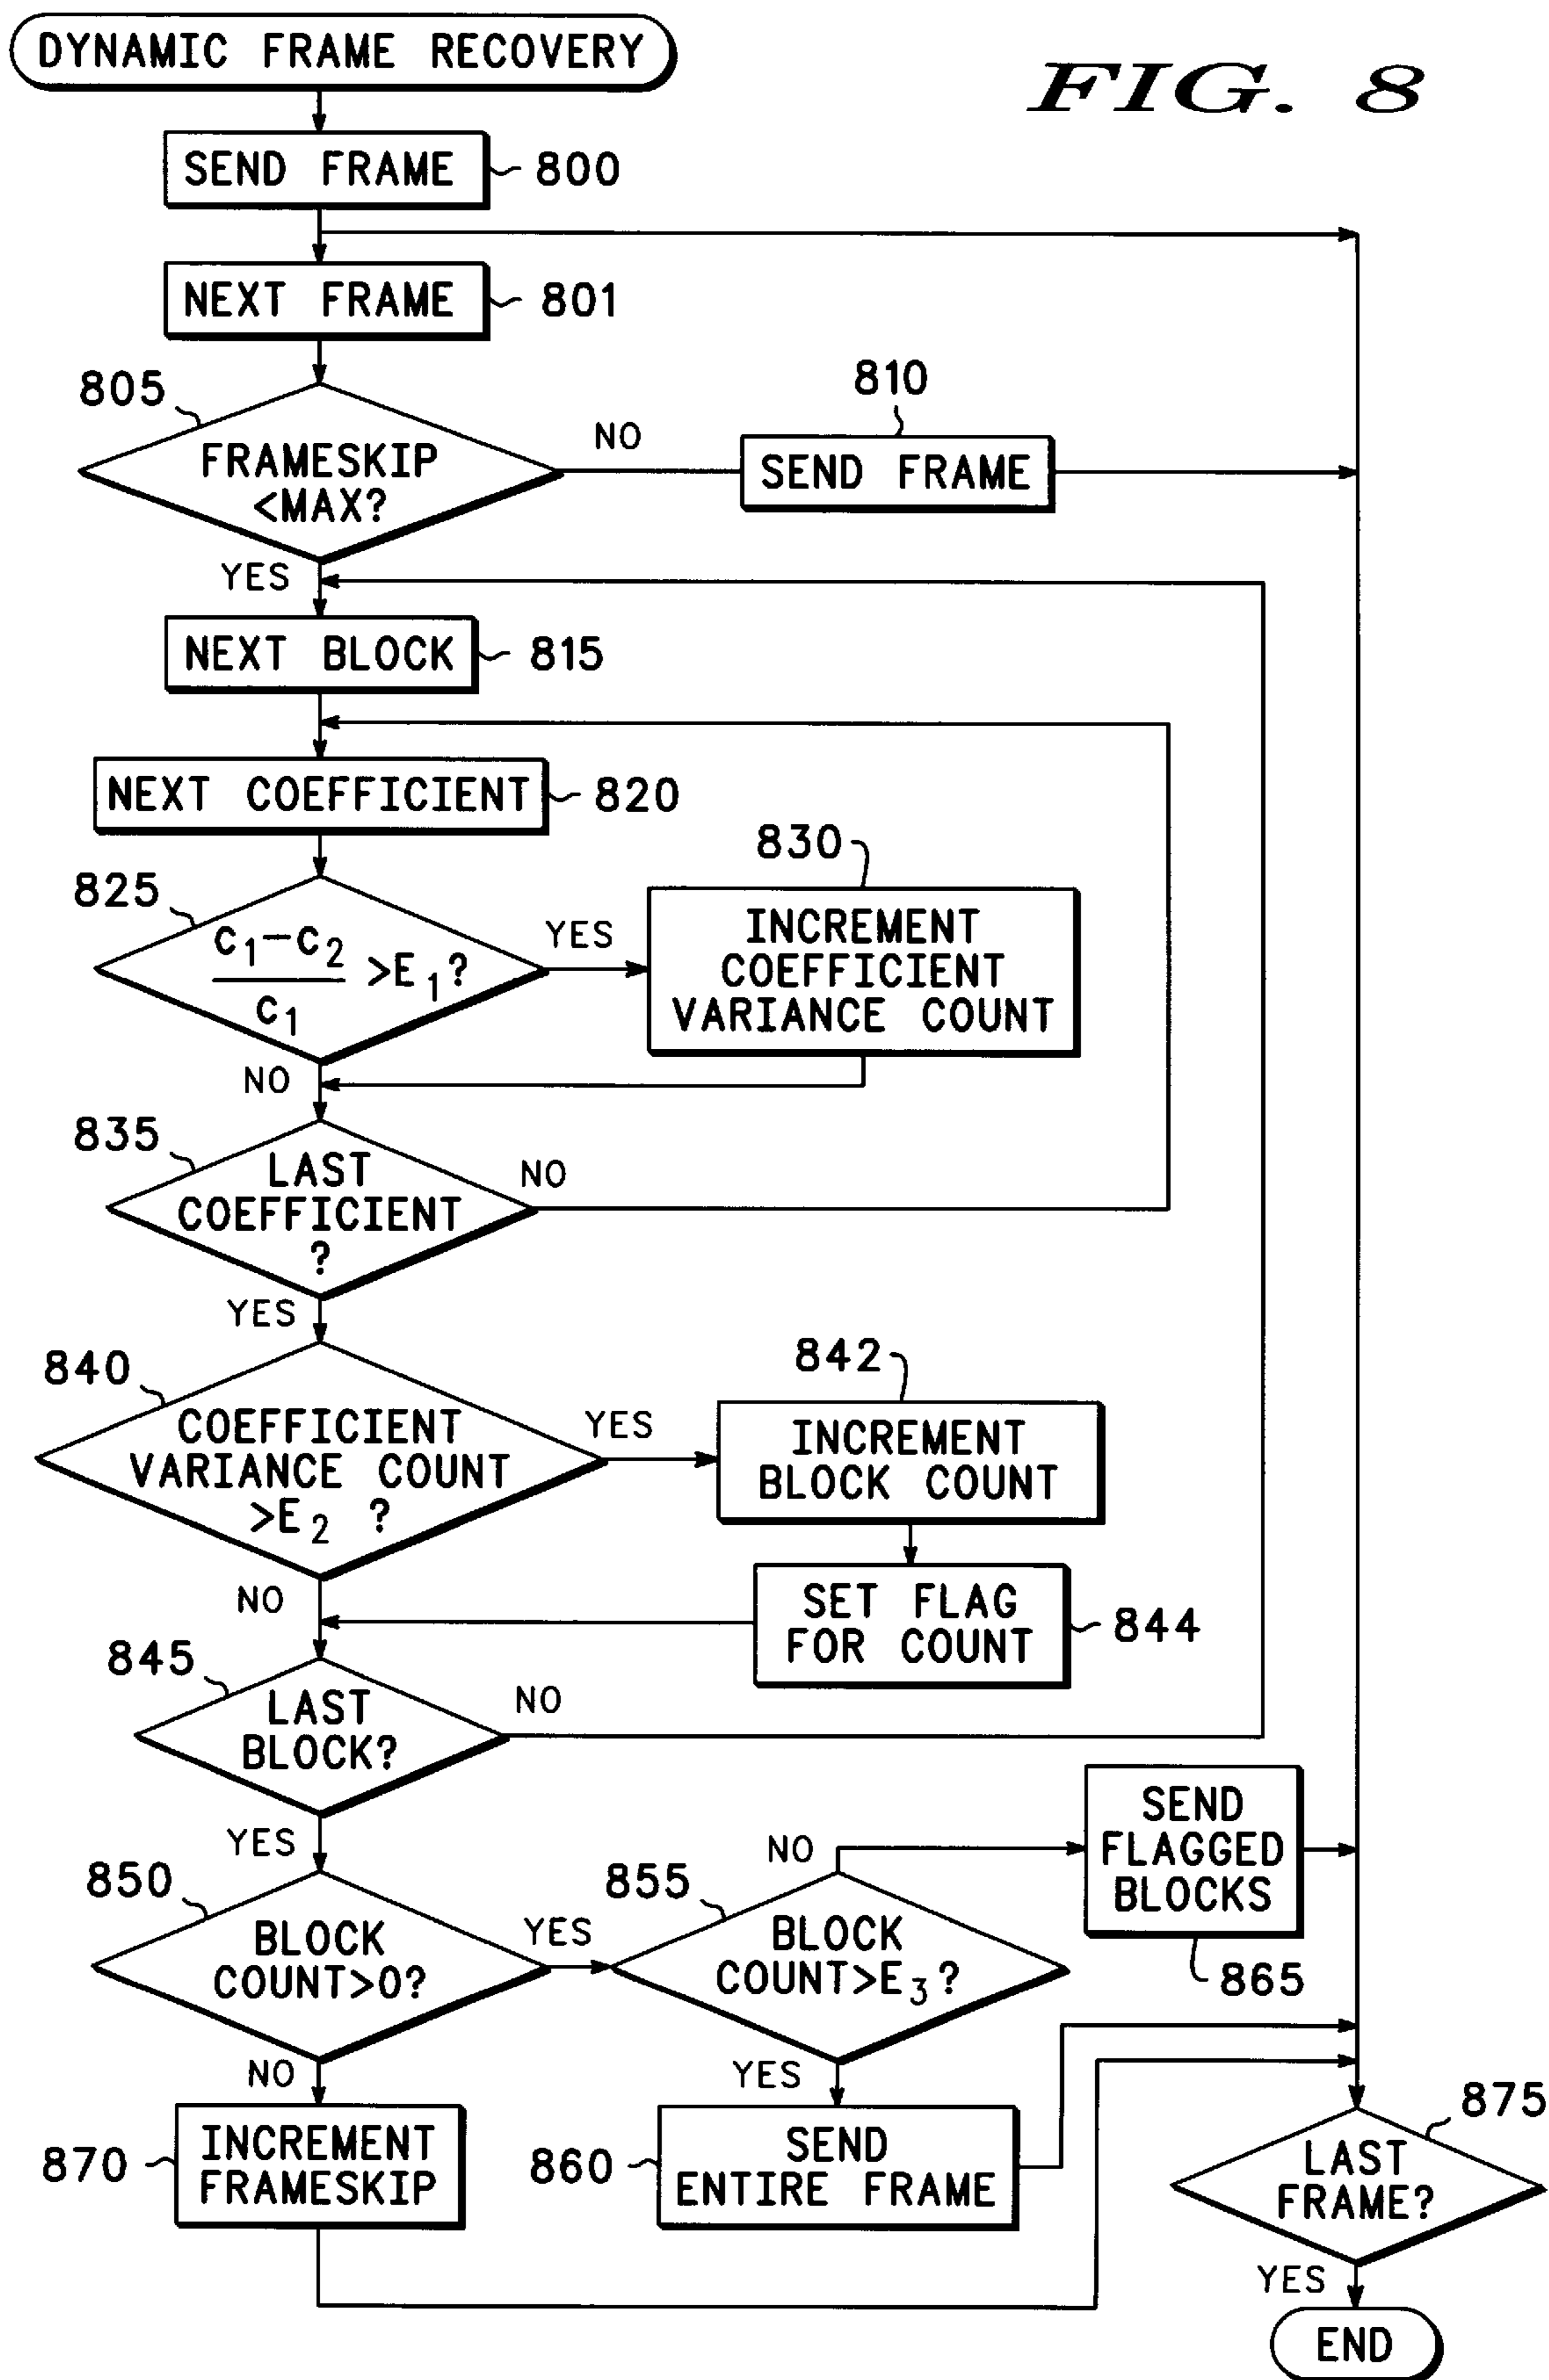 DYNAMIC FRAME RECOVERY
FIG. 8
SEND FRAME
800
NEXT FRAME
801
805
FRAMESKIP
<MAX?
NO
810
SEND FRAME
YES
NEXT BLOCK
815
NEXT COEFFICIENT
820
825
c1-c2
c1
>E1?
YES
830
INCREMENT
COEFFICIENT
VARIANCE COUNT
NO
835
LAST
COEFFICIENT
?
NO
YES
840
COEFFICIENT
VARIANCE COUNT
>E2 ?
YES
842
INCREMENT
BLOCK COUNT
NO
SET FLAG
FOR COUNT
844
845
LAST
BLOCK?
NO
YES
850
BLOCK
COUNT>0?
YES
855
BLOCK
COUNT>E3?
NO
SEND
FLAGGED
BLOCKS
865
NO
INCREMENT
FRAMESKIP
870
YES
860
SEND
ENTIRE FRAME
875
LAST
FRAME?
YES
END